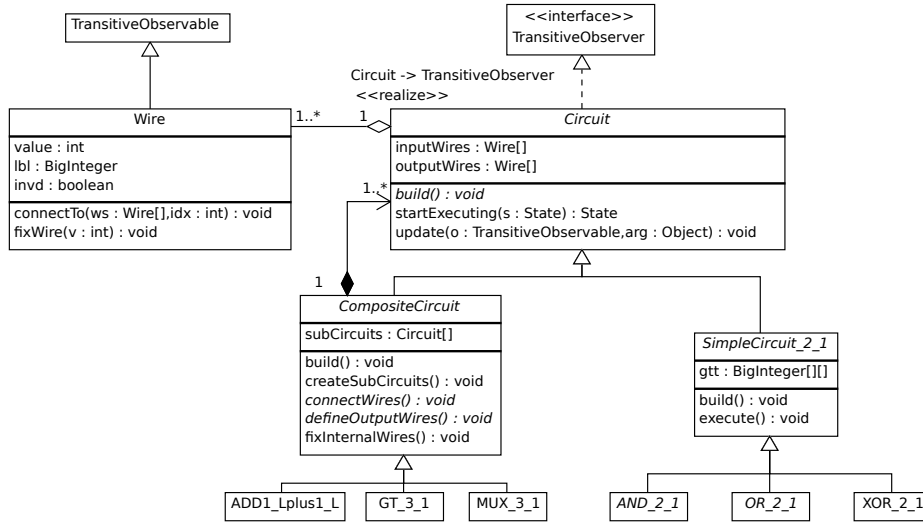 TransitiveObservable
<<interface>>
TransitiveObserver
Circuit -> TransitiveObserver
<<realize>>
Wire
value : int
lbl : BigInteger
invd : boolean
connectTo(ws : Wire[],idx : int) : void
fixWire(v : int) : void
1..*
1
Circuit
inputWires : Wire[]
outputWires : Wire[]
build() : void
startExecuting(s : State) : State
update(o : TransitiveObservable,arg : Object) : void
1..*
1
CompositeCircuit
subCircuits : Circuit[]
build() : void
createSubCircuits() : void
connectWires() : void
defineOutputWires() : void
fixInternalWires() : void
SimpleCircuit_2_1
gtt : BigInteger[][]
build() : void
execute() : void
ADD1_Lplus1_L
GT_3_1
MUX_3_1
AND_2_1
OR_2_1
XOR_2_1